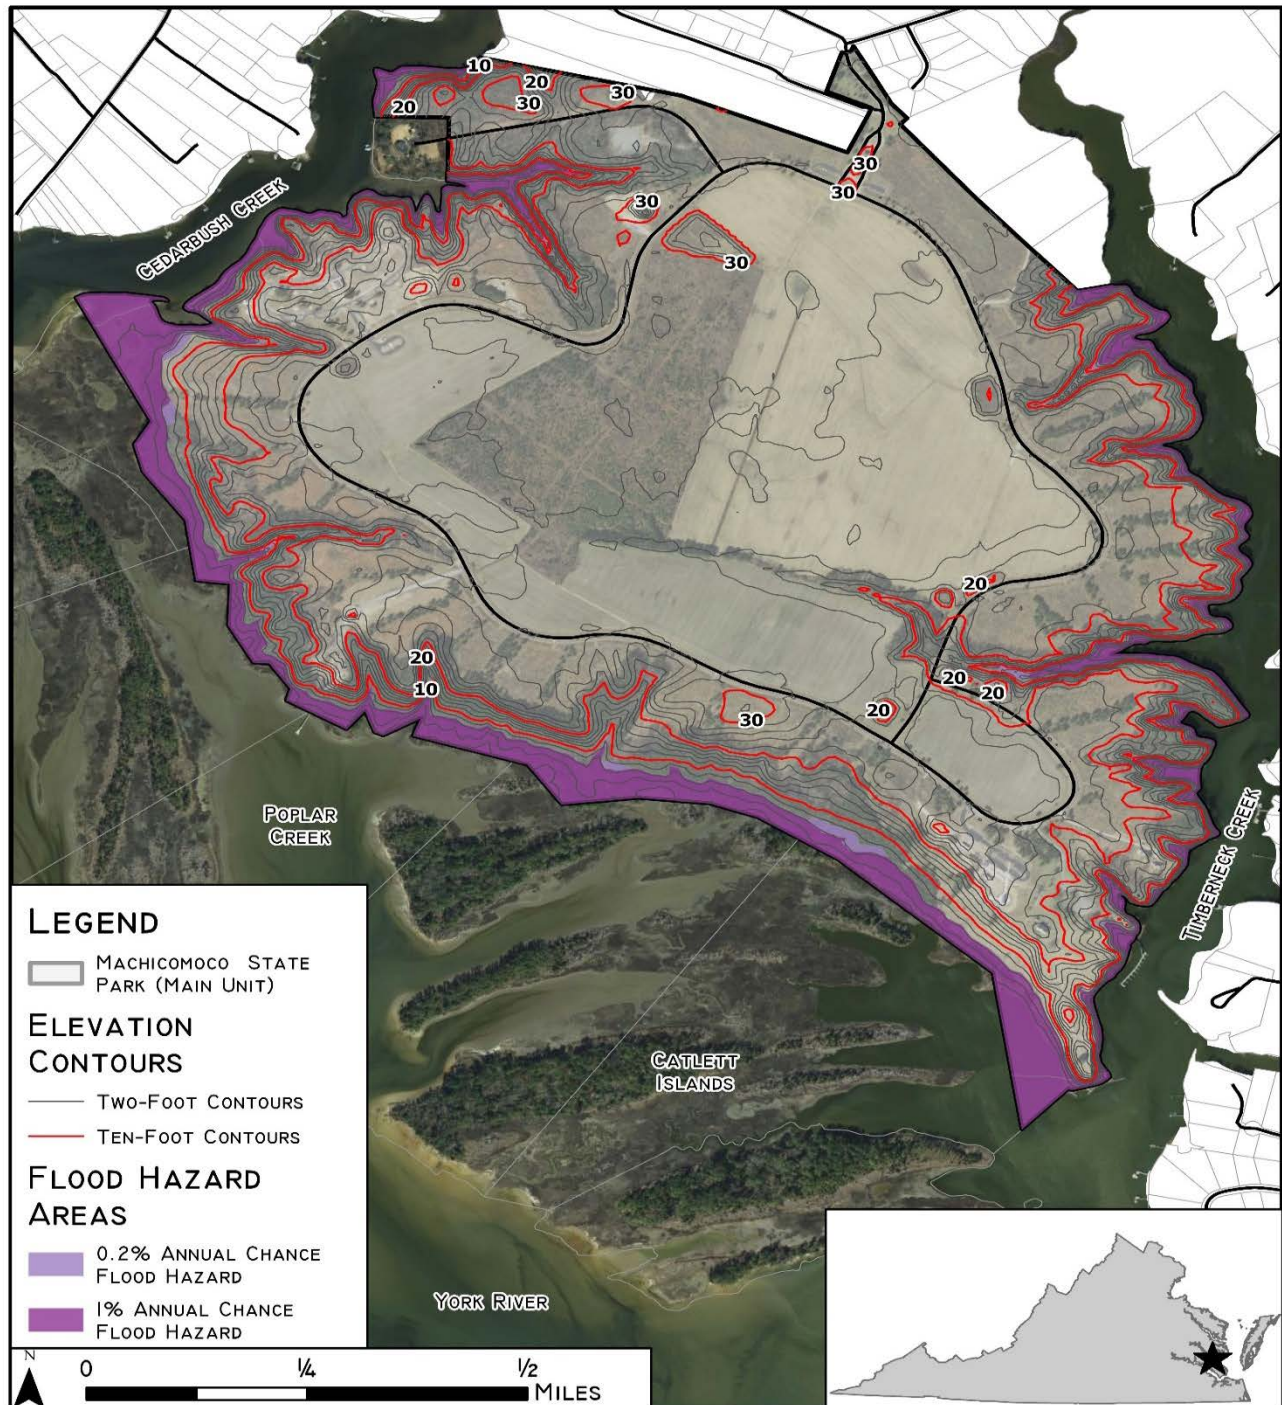 10
20
30
30
20
30
30
CEDARBUSH CREEK
30
30
20
20
10
20
20
30
20
POPLAR
CREEK
TIMBERNECK CREEK
CATLETT
ISLANDS
YORK RIVER
LEGEND
MACHICOMOCO STATE
PARK (MAIN UNIT)
ELEVATION
CONTOURS
TWO-FOOT CONTOURS
TEN-FOOT CONTOURS
FLOOD HAZARD
AREAS
0.2% ANNUAL CHANCE
FLOOD HAZARD
1% ANNUAL CHANCE
FLOOD HAZARD
N
0 1/4 1/2
MILES